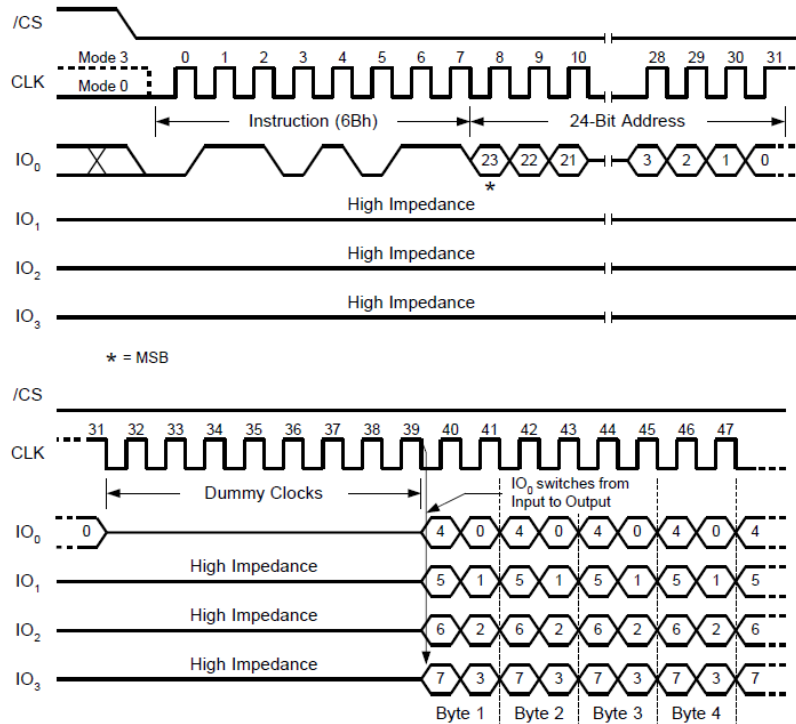 /CS
Mode 3
0 1 2 3 4 5 6 7 8 9 10 28 29 30 31
CLK
Mode 0
Instruction (6Bh) 24-Bit Address
IO0 23 22 21 3 2 1 0
*
High Impedance
IO1
High Impedance
IO2
High Impedance
IO3
* = MSB
/CS
31 32 33 34 35 36 37 38 39 40 41 42 43 44 45 46 47
CLK
IO0 switches from
Dummy Clocks Input to Output
IO0 0 4 0 4 0 4 0 4 0 4
High Impedance
IO1 5 1 5 1 5 1 5 1 5
High Impedance
IO2 6 2 6 2 6 2 6 2 6
High Impedance
IO3 7 3 7 3 7 3 7 3 7
Byte 1 Byte 2 Byte 3 Byte 4